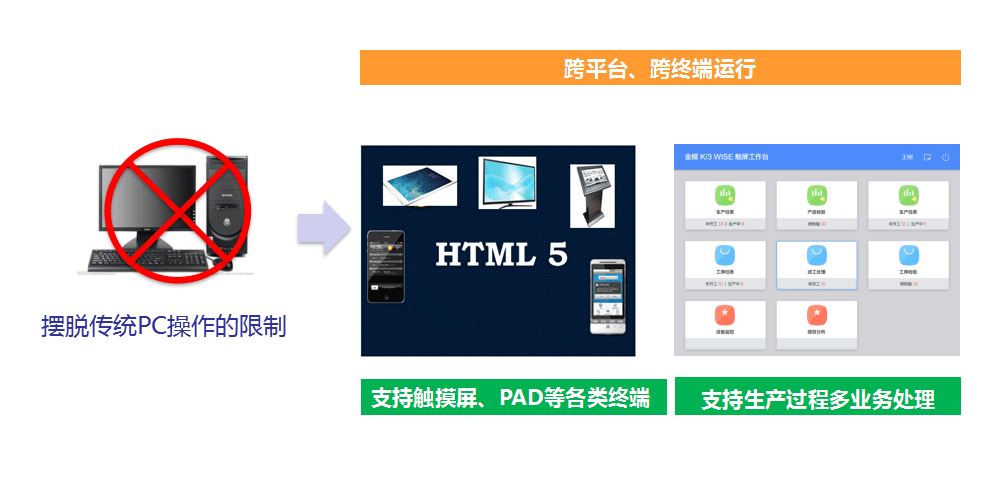 跨平台、跨终端运行
摆脱传统PC操作的限制
HTML 5
支持触摸屏、PAD等各类终端
金蝶 K/3 WISE 触屏工作台
生产任务
产品检验
生产任务
工序任务
派工处理
工序检验
设备监控
绩效分析
支持生产过程多业务处理